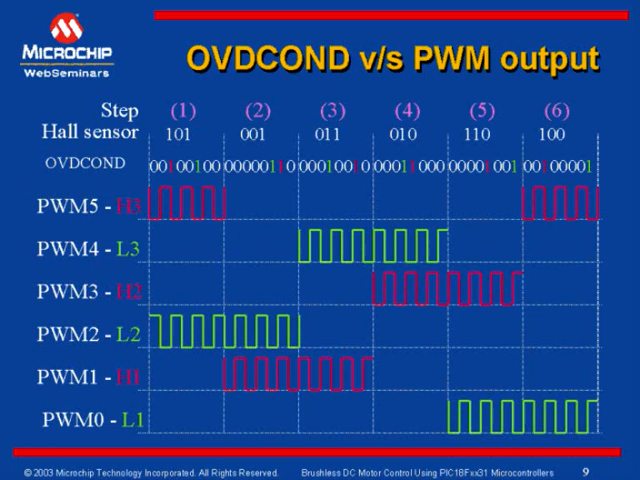 MICROCHIP
WebSeminars
OVDCOND v/s PWM output
Step (1) (2) (3) (4) (5) (6)
Hall sensor 101 001 011 010 110 100
OVDCOND 00100100 00000110 00010010 00011000 00001001 00100001
PWM5 - H3
PWM4 - L3
PWM3 - H2
PWM2 - L2
PWM1 - H1
PWM0 - L1
© 2003 Microchip Technology Incorporated. All Rights Reserved. Brushless DC Motor Control Using PIC18Fxx31 Microcontrollers 9